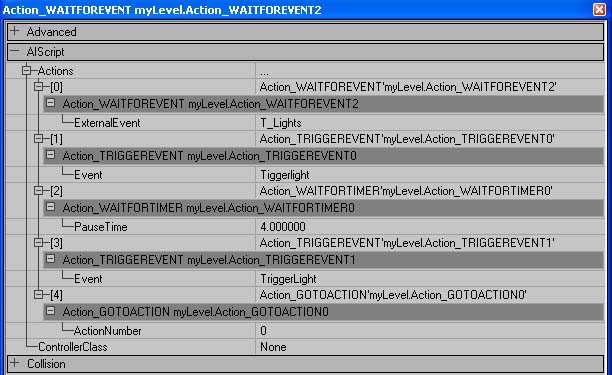 Action_WAITFOREVENT myLevel.Action_WAITFOREVENT2
Advanced
AIScript
Actions ...
[0] Action_WAITFOREVENT'myLevel.Action_WAITFOREVENT2'
Action_WAITFOREVENT myLevel.Action_WAITFOREVENT2
ExternalEvent T_Lights
[1] Action_TRIGGEREVENT'myLevel.Action_TRIGGEREVENT0'
Action_TRIGGEREVENT myLevel.Action_TRIGGEREVENT0
Event Tiggerlight
[2] Action_WAITFORTIMER'myLevel.Action_WAITFORTIMER0'
Action_WAITFORTIMER myLevel.Action_WAITFORTIMER0
PauseTime 4.000000
[3] Action_TRIGGEREVENT'myLevel.Action_TRIGGEREVENT1'
Action_TRIGGEREVENT myLevel.Action_TRIGGEREVENT1
Event TriggerLight
[4] Action_GOTOACTION'myLevel.Action_GOTOACTION0'
Action_GOTOACTION myLevel.Action_GOTOACTION0
ActionNumber 0
ControllerClass None
Collision